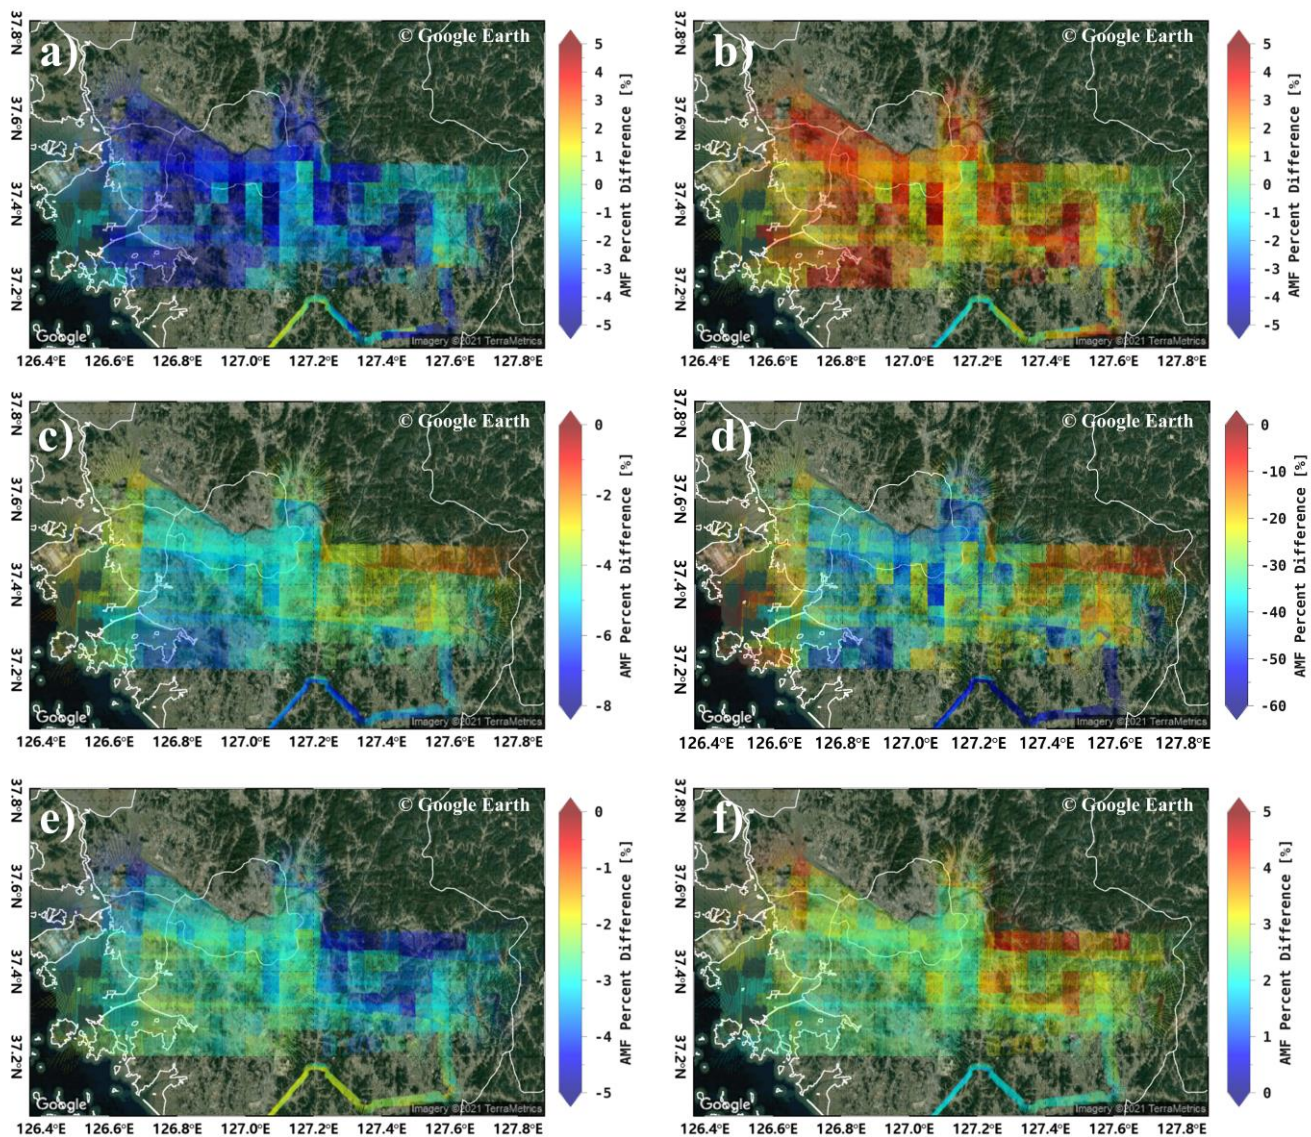 a)
© Google Earth
37.8°N
37.6°N
37.4°N
37.2°N
Google
Imagery ©2021 TerraMetrics
126.4°E 126.6°E 126.8°E 127.0°E 127.2°E 127.4°E 127.6°E 127.8°E
5
4
3
2
1
0
-1
-2
-3
-4
-5
AMF Percent Difference [%]
b)
© Google Earth
37.8°N
37.6°N
37.4°N
37.2°N
Google
Imagery ©2021 TerraMetrics
126.4°E 126.6°E 126.8°E 127.0°E 127.2°E 127.4°E 127.6°E 127.8°E
5
4
3
2
1
0
-1
-2
-3
-4
-5
AMF Percent Difference [%]
c)
© Google Earth
37.8°N
37.6°N
37.4°N
37.2°N
Google
Imagery ©2021 TerraMetrics
126.4°E 126.6°E 126.8°E 127.0°E 127.2°E 127.4°E 127.6°E 127.8°E
0
-2
-4
-6
-8
AMF Percent Difference [%]
d)
© Google Earth
37.8°N
37.6°N
37.4°N
37.2°N
Google
Imagery ©2021 TerraMetrics
126.4°E 126.6°E 126.8°E 127.0°E 127.2°E 127.4°E 127.6°E 127.8°E
0
-10
-20
-30
-40
-50
-60
AMF Percent Difference [%]
e)
© Google Earth
37.8°N
37.6°N
37.4°N
37.2°N
Google
Imagery ©2021 TerraMetrics
126.4°E 126.6°E 126.8°E 127.0°E 127.2°E 127.4°E 127.6°E 127.8°E
0
-1
-2
-3
-4
-5
AMF Percent Difference [%]
f)
© Google Earth
37.8°N
37.6°N
37.4°N
37.2°N
Google
Imagery ©2021 TerraMetrics
126.4°E 126.6°E 126.8°E 127.0°E 127.2°E 127.4°E 127.6°E 127.8°E
5
4
3
2
1
0
AMF Percent Difference [%]